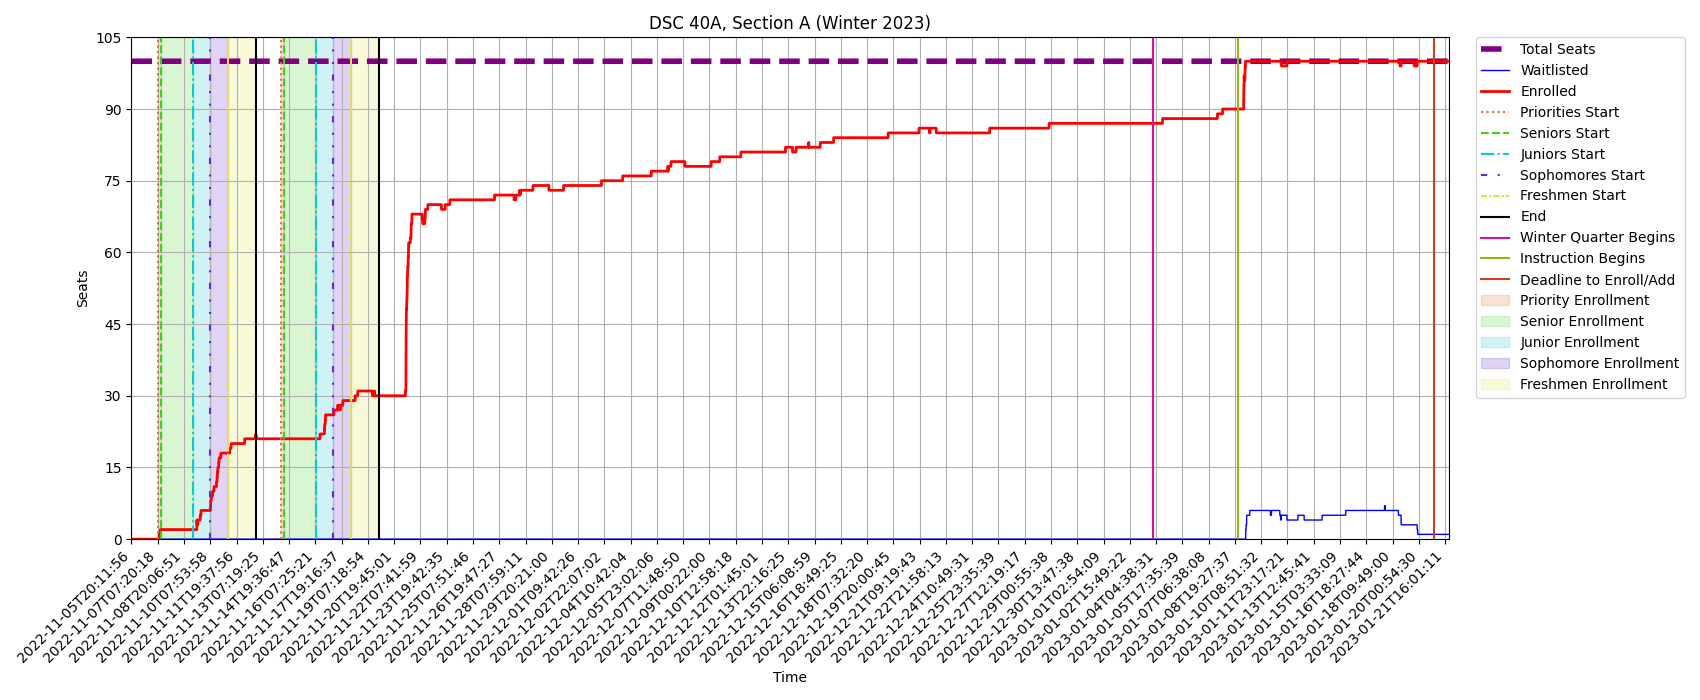 DSC 40A, Section A (Winter 2023)
Seats
105
90
75
60
45
30
15
0
2022-11-05T20:11:56
2022-11-07T07:20:18
2022-11-08T20:06:51
2022-11-10T07:53:58
2022-11-11T19:37:56
2022-11-13T07:19:25
2022-11-14T19:36:47
2022-11-16T07:25:21
2022-11-17T19:16:37
2022-11-19T07:18:54
2022-11-20T19:45:01
2022-11-22T07:41:59
2022-11-23T19:42:35
2022-11-25T07:51:46
2022-11-26T19:47:27
2022-11-28T07:59:11
2022-11-29T20:21:00
2022-12-01T09:42:26
2022-12-02T22:07:02
2022-12-04T10:42:04
2022-12-05T23:02:06
2022-12-07T11:48:50
2022-12-09T00:22:00
2022-12-10T12:58:18
2022-12-12T01:45:01
2022-12-13T22:16:25
2022-12-15T06:08:59
2022-12-16T18:49:25
2022-12-18T07:32:20
2022-12-19T20:00:45
2022-12-21T09:19:43
2022-12-22T21:58:13
2022-12-24T10:49:31
2022-12-25T23:35:39
2022-12-27T12:19:17
2022-12-29T00:55:38
2022-12-30T13:47:38
2023-01-01T02:54:09
2023-01-02T15:49:22
2023-01-04T04:38:31
2023-01-05T17:35:39
2023-01-07T06:38:08
2023-01-08T19:27:37
2023-01-10T08:51:32
2023-01-11T23:17:21
2023-01-13T12:45:41
2023-01-15T03:33:09
2023-01-16T18:27:44
2023-01-18T09:49:00
2023-01-20T00:54:30
2023-01-21T16:01:11
Time
Total Seats
Waitlisted
Enrolled
Priorities Start
Seniors Start
Juniors Start
Sophomores Start
Freshmen Start
End
Winter Quarter Begins
Instruction Begins
Deadline to Enroll/Add
Priority Enrollment
Senior Enrollment
Junior Enrollment
Sophomore Enrollment
Freshmen Enrollment